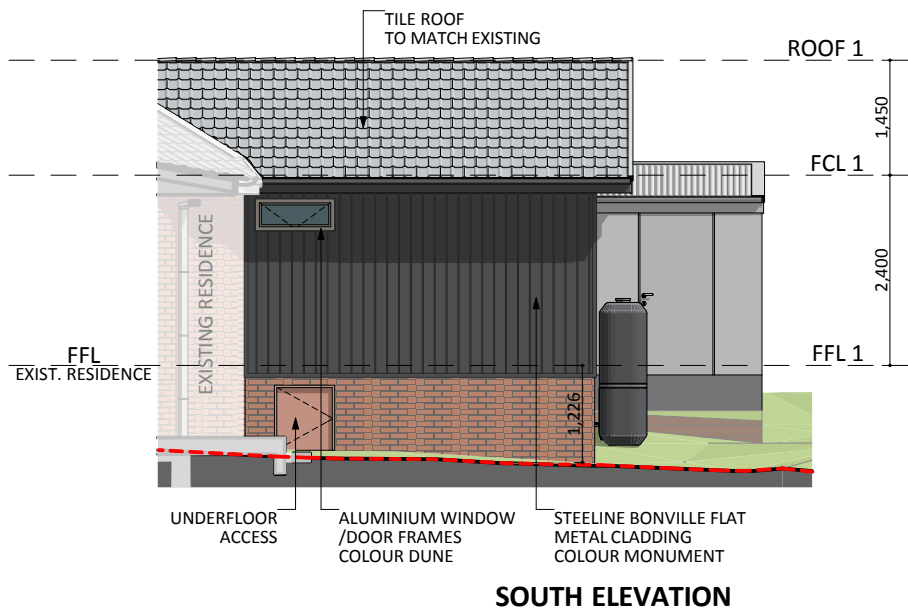 TILE ROOF
TO MATCH EXISTING
ROOF 1
1,450
FCL 1
EXISTING RESIDENCE
2,400
FFL
EXIST. RESIDENCE
FFL 1
1,226
UNDERFLOOR
ACCESS
ALUMINIUM WINDOW
/DOOR FRAMES
COLOUR DUNE
STEELINE BONVILLE FLAT
METAL CLADDING
COLOUR MONUMENT
SOUTH ELEVATION